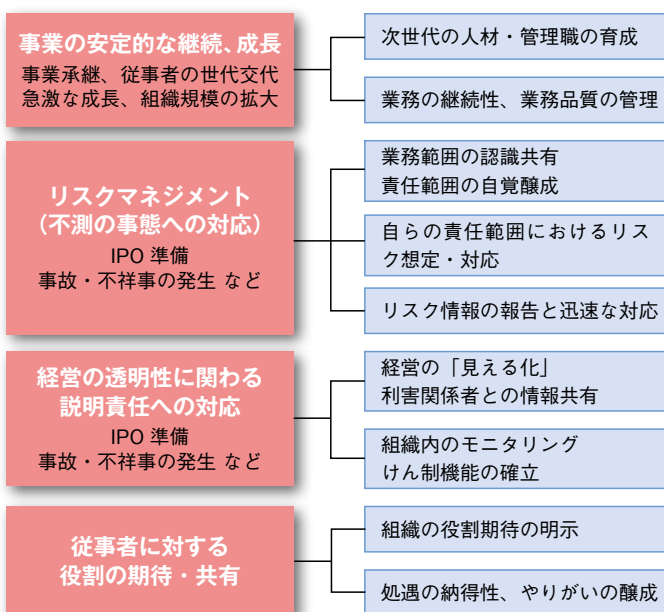 事業の安定的な継続、成長
事業承継、従事者の世代交代
急激な成長、組織規模の拡大
次世代の人材・管理職の育成
業務の継続性、業務品質の管理
リスクマネジメント
（不測の事態への対応）
IPO 準備
事故・不祥事の発生 など
業務範囲の認識共有
責任範囲の自覚醸成
自らの責任範囲におけるリス
ク想定・対応
リスク情報の報告と迅速な対応
経営の透明性に関わる
説明責任への対応
IPO 準備
事故・不祥事の発生 など
経営の「見える化」
利害関係者との情報共有
組織内のモニタリング
けん制機能の確立
従事者に対する
役割の期待・共有
組織の役割期待の明示
処遇の納得性、やりがいの醸成